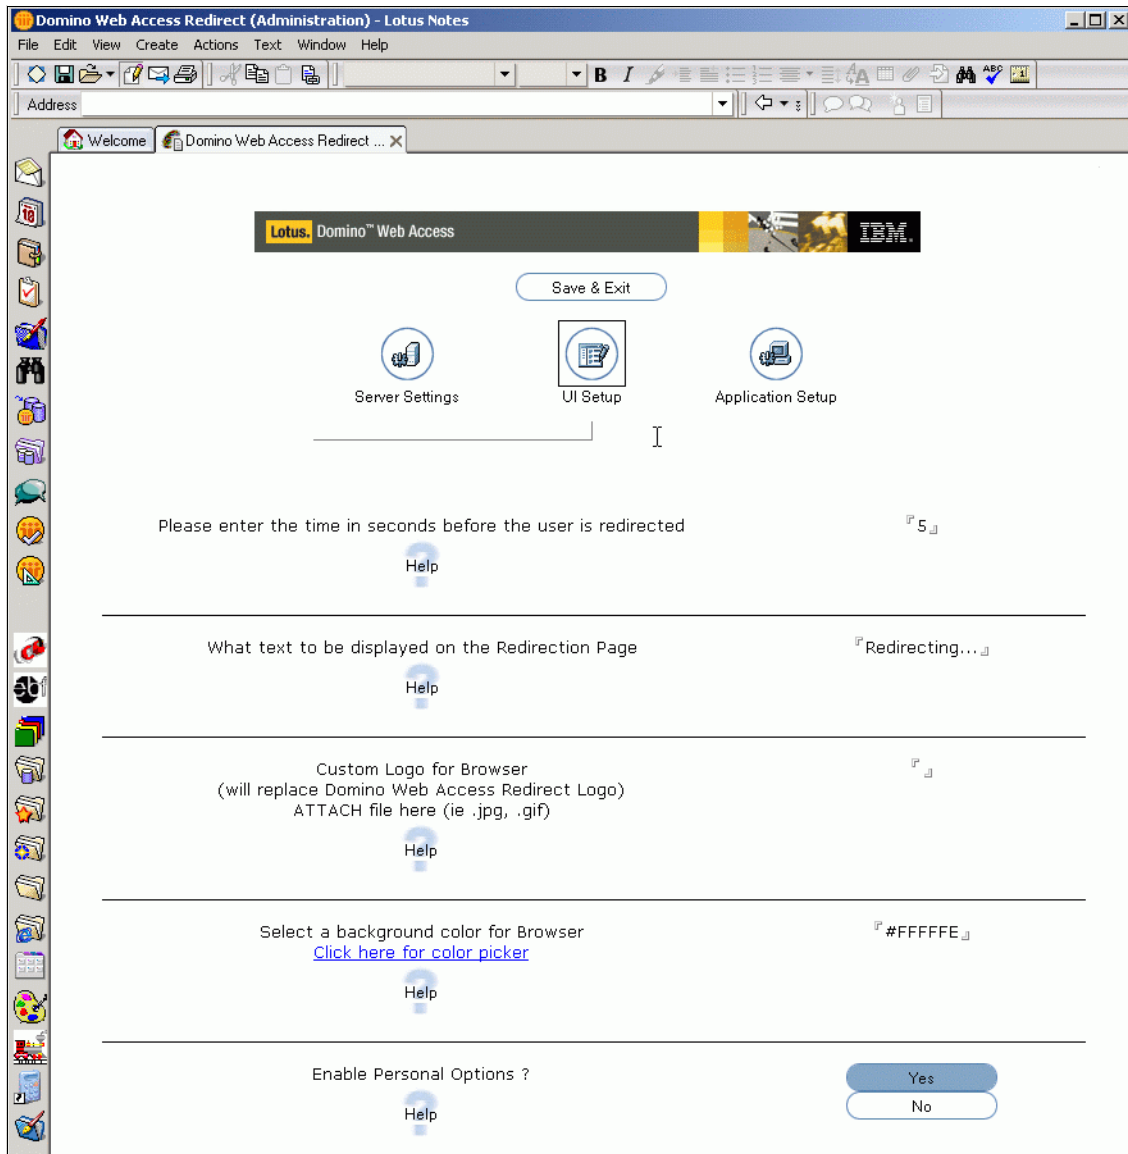 Domino Web Access Redirect (Administration) - Lotus Notes
File Edit View Create Actions Text Window Help
B I ABC
Address
Welcome Domino Web Access Redirect ...
Lotus. Domino™ Web Access IBM.
Save & Exit
Server Settings UI Setup Application Setup
Please enter the time in seconds before the user is redirected 5
Help
What text to be displayed on the Redirection Page Redirecting...
Help
Custom Logo for Browser
(will replace Domino Web Access Redirect Logo)
ATTACH file here (ie .jpg, .gif)
Help
Select a background color for Browser #FFFFFE
Click here for color picker
Help
Enable Personal Options ? Yes
No
Help